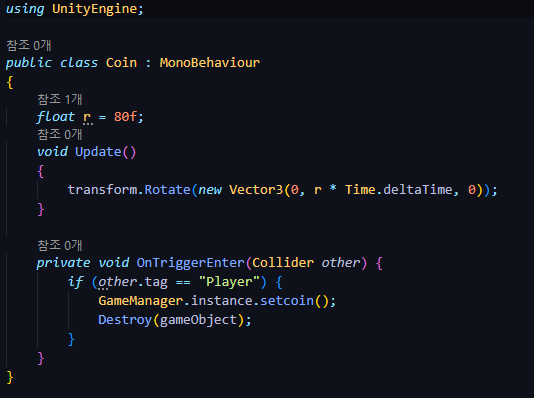 using UnityEngine;
참조 0개
public class Coin : MonoBehaviour
{
참조 1개
float r = 80f;
참조 0개
void Update()
{
transform.Rotate(new Vector3(0, r * Time.deltaTime, 0));
}
참조 0개
private void OnTriggerEnter(Collider other) {
if (other.tag == "Player") {
GameManager.instance.setcoin();
Destroy(gameObject);
}
}
}